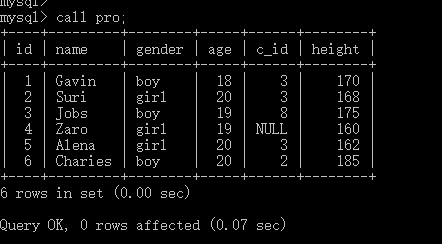 mysql>
mysql> call pro;
+----+---------+--------+-----+------+--------+
| id | name | gender | age | c_id | height |
+----+---------+--------+-----+------+--------+
| 1 | Gavin | boy | 18 | 3 | 170 |
| 2 | Suri | girl | 20 | 3 | 168 |
| 3 | Jobs | boy | 19 | 8 | 175 |
| 4 | Zaro | girl | 19 | NULL | 160 |
| 5 | Alena | girl | 20 | 3 | 162 |
| 6 | Charies | boy | 20 | 2 | 185 |
+----+---------+--------+-----+------+--------+
6 rows in set (0.00 sec)
Query OK, 0 rows affected (0.07 sec)